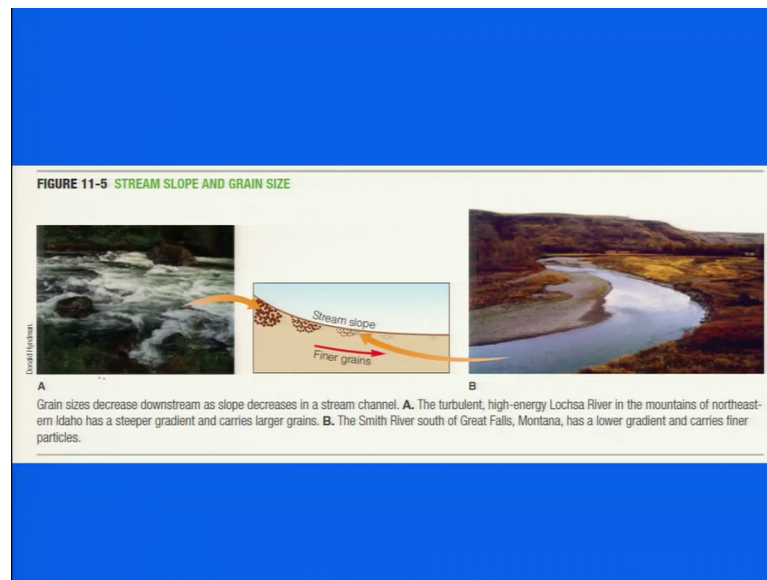 FIGURE 11-5 STREAM SLOPE AND GRAIN SIZE
Donald Hyndman.
Stream slope
Finer grains
A
B
Grain sizes decrease downstream as slope decreases in a stream channel. A. The turbulent, high-energy Lochsa River in the mountains of northeast-
ern Idaho has a steeper gradient and carries larger grains. B. The Smith River south of Great Falls, Montana, has a lower gradient and carries finer
particles.